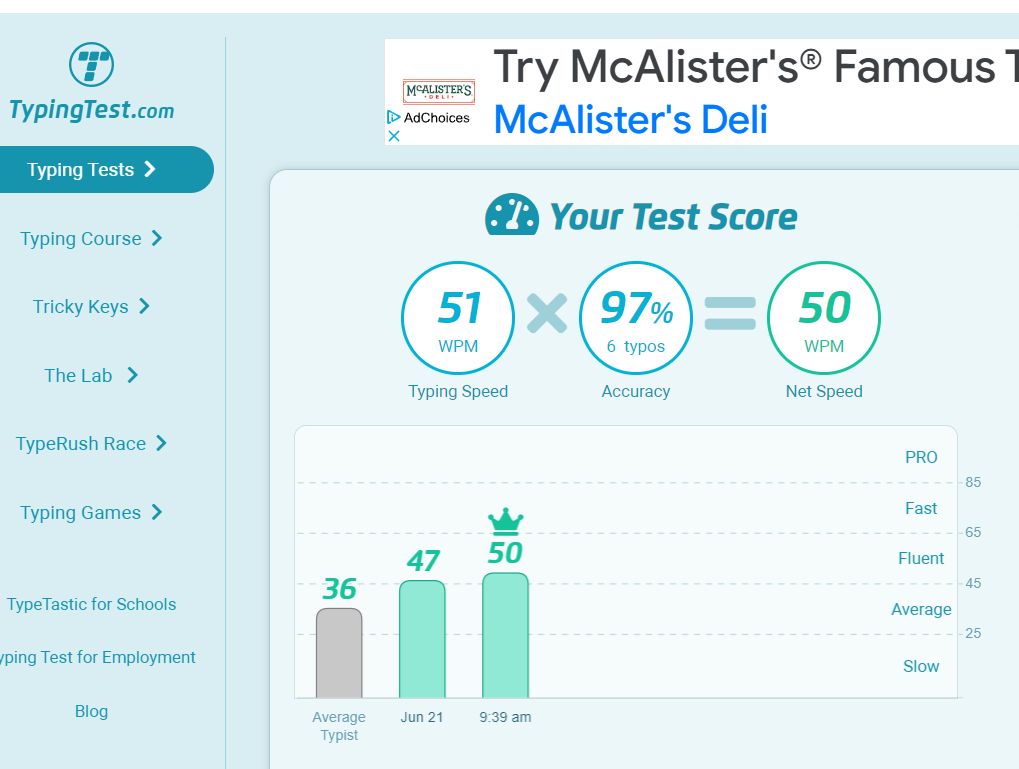 TypingTest.com
Typing Tests
Typing Course
Tricky Keys
The Lab
TypeRush Race
Typing Games
TypeTastic for Schools
yping Test for Employment
Blog
McALISTER'S
DELI
AdChoices
Try McAlister's® Famous T
McAlister's Deli
Your Test Score
51
WPM
Typing Speed
97%
6 typos
Accuracy
50
WPM
Net Speed
PRO
85
Fast
65
Fluent
45
Average
25
Slow
36
47
50
Average
Typist
Jun 21
9:39 am